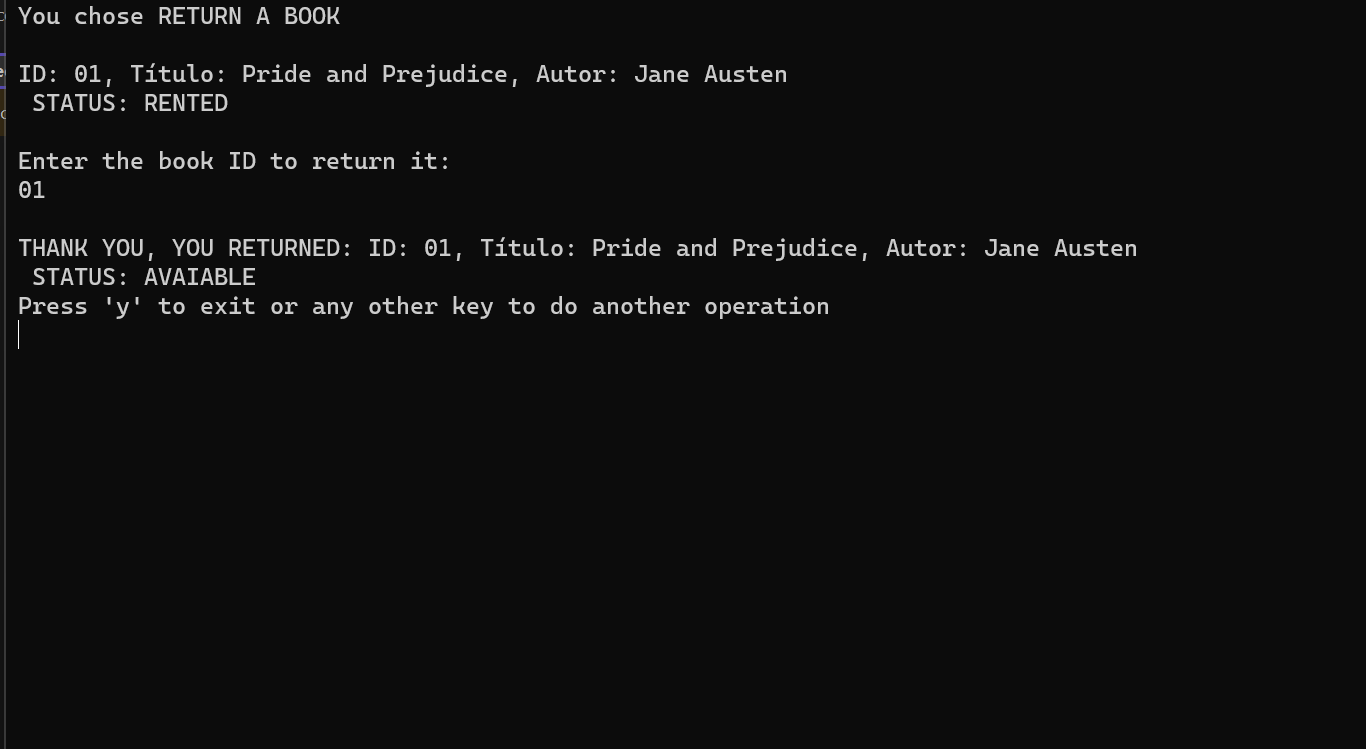 You chose RETURN A BOOK
ID: 01, Título: Pride and Prejudice, Autor: Jane Austen
STATUS: RENTED
Enter the book ID to return it:
01
THANK YOU, YOU RETURNED: ID: 01, Título: Pride and Prejudice, Autor: Jane Austen
STATUS: AVAIABLE
Press 'y' to exit or any other key to do another operation